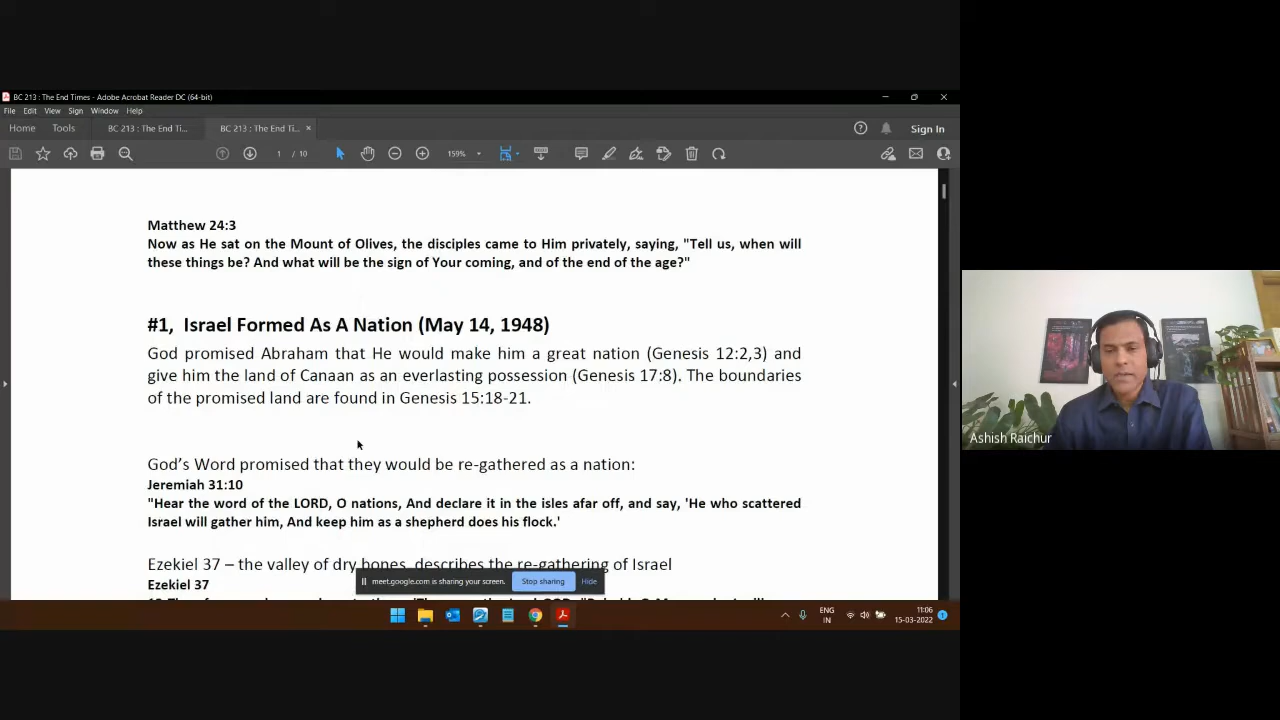 BC 213 : The End Times - Adobe Acrobat Reader DC (64-bit)
File Edit View Sign Window Help
Home Tools BC 213 : The End Ti... BC 213 : The End Ti... × Sign In
1 / 10 159%
Matthew 24:3
Now as He sat on the Mount of Olives, the disciples came to Him privately, saying, "Tell us, when will
these things be? And what will be the sign of Your coming, and of the end of the age?"
#1, Israel Formed As A Nation (May 14, 1948)
God promised Abraham that He would make him a great nation (Genesis 12:2,3) and
give him the land of Canaan as an everlasting possession (Genesis 17:8). The boundaries
of the promised land are found in Genesis 15:18-21.
God's Word promised that they would be re-gathered as a nation:
Jeremiah 31:10
"Hear the word of the LORD, O nations, And declare it in the isles afar off, and say, 'He who scattered
Israel will gather him, And keep him as a shepherd does his flock.'
Ezekiel 37 – the valley of dry bones, describes the re-gathering of Israel
Ezekiel 37
meet.google.com is sharing your screen. Stop sharing Hide
ENG
IN
11:06
15-03-2022
Ashish Raichur